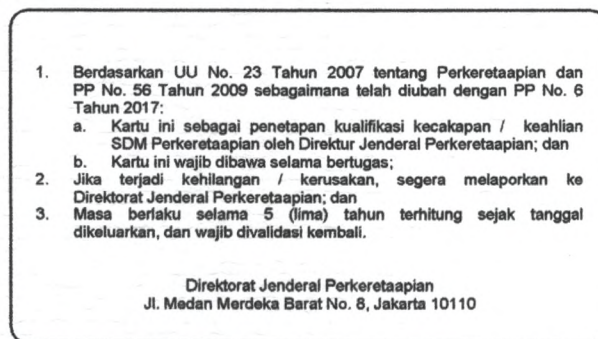 1. Berdasarkan UU No. 23 Tahun 2007 tentang Perkeretaapian dan
PP No. 56 Tahun 2009 sebagaimana telah diubah dengan PP No. 6
Tahun 2017:
a. Kartu ini sebagai penetapan kualifikasi kecakapan / keahlian
SDM Perkeretaapian oleh Direktur Jenderal Perkeretaapian; dan
b. Kartu ini wajib dibawa selama bertugas;
2. Jika terjadi kehilangan / kerusakan, segera melaporkan ke
Direktorat Jenderal Perkeretaapian; dan
3. Masa berlaku selama 5 (lima) tahun terhitung sejak tanggal
dikeluarkan, dan wajib divalidasi kembali.
Direktorat Jenderal Perkeretaapian
Jl. Medan Merdeka Barat No. 8, Jakarta 10110